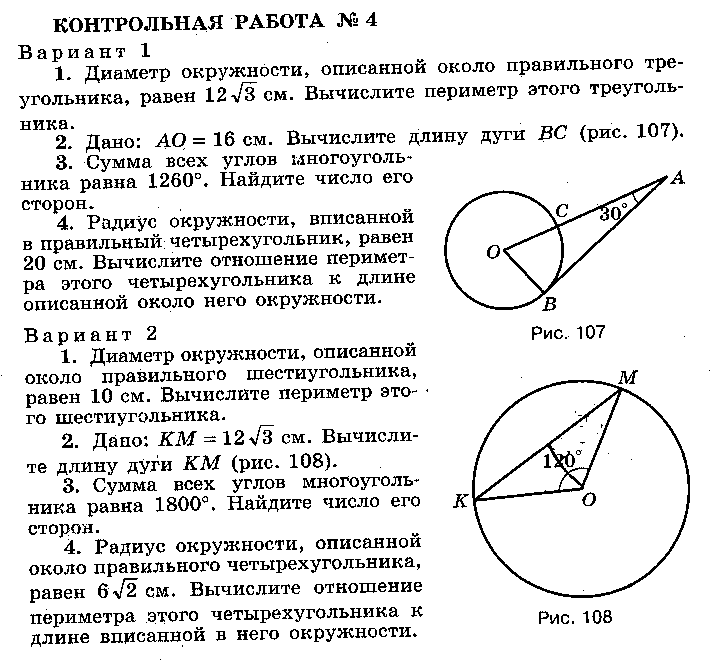 КОНТРОЛЬНАЯ РАБОТА № 4
Вариант 1
1. Диаметр окружности, описанной около правильного тре-
угольника, равен 12√3 см. Вычислите периметр этого треуголь-
ника.
2. Дано: AO = 16 см. Вычислите длину дуги BC (рис. 107).
3. Сумма всех углов многоуголь-
ника равна 1260°. Найдите число его
сторон.
4. Радиус окружности, вписанной
в правильный четырехугольник, равен
20 см. Вычислите отношение перимет-
ра этого четырехугольника к длине
описанной около него окружности.
A
C
30°
O
B
Рис. 107
Вариант 2
1. Диаметр окружности, описанной
около правильного шестиугольника,
равен 10 см. Вычислите периметр это-
го шестиугольника.
2. Дано: KM = 12√3 см. Вычисли-
те длину дуги KM (рис. 108).
3. Сумма всех углов многоуголь-
ника равна 1800°. Найдите число его
сторон.
4. Радиус окружности, описанной
около правильного четырехугольника,
равен 6√2 см. Вычислите отношение
периметра этого четырехугольника к
длине вписанной в него окружности.
M
120°
K
O
Рис. 108